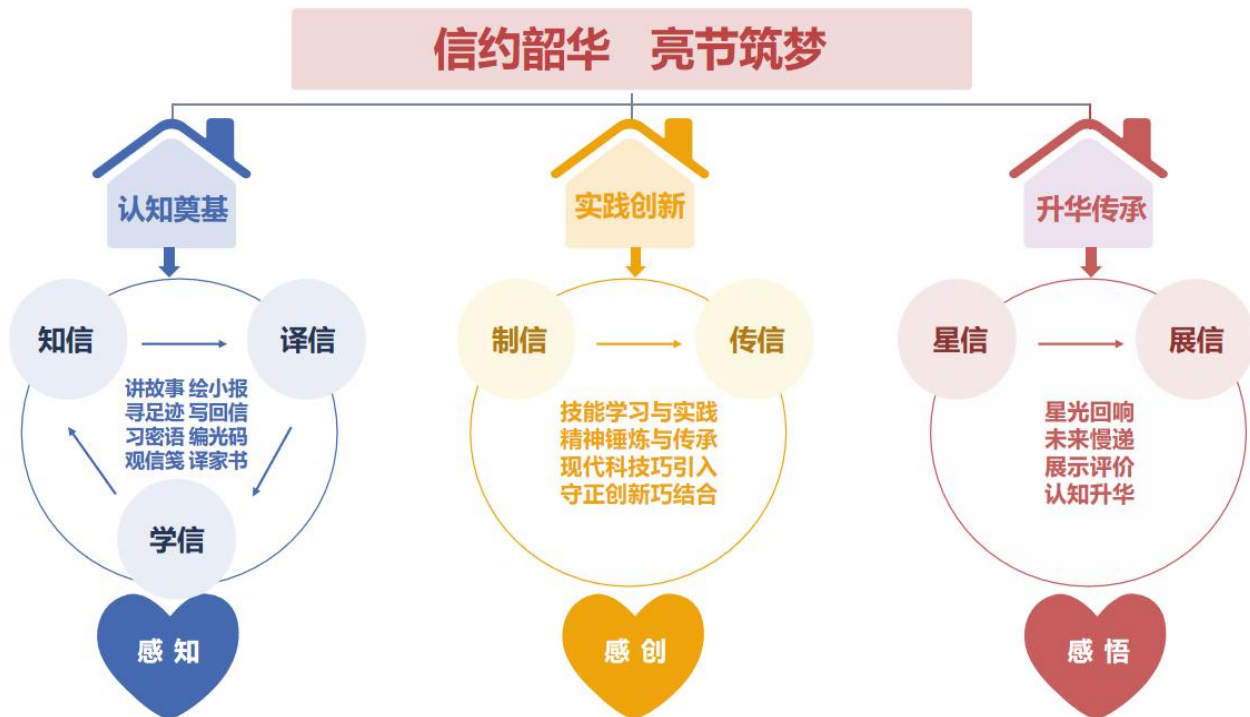 信约韶华 亮节筑梦
认知奠基
知信
译信
讲故事 绘小报
寻足迹 写回信
习密语 编光码
观信笺 译家书
学信
感知
实践创新
制信
传信
技能学习与实践
精神锤炼与传承
现代科技巧引入
守正创新巧结合
感创
升华传承
星信
展信
星光回响
未来慢递
展示评价
认知升华
感悟